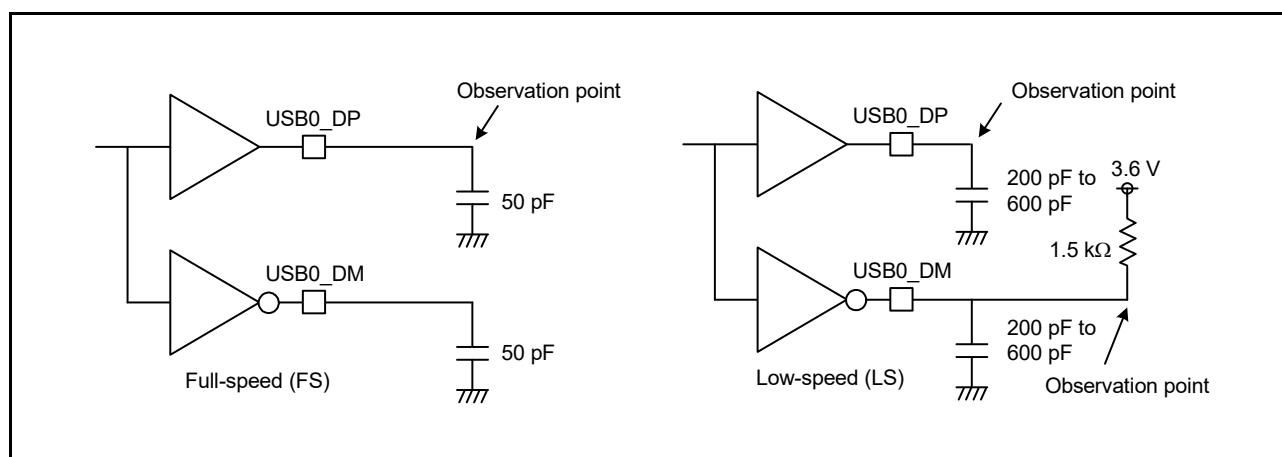 Observation point
USB0_DP
50 pF
USB0_DM
50 pF
Full-speed (FS)
Observation point
USB0_DP
200 pF to
600 pF
3.6 V
1.5 kΩ
USB0_DM
200 pF to
600 pF
Low-speed (LS)
Observation point